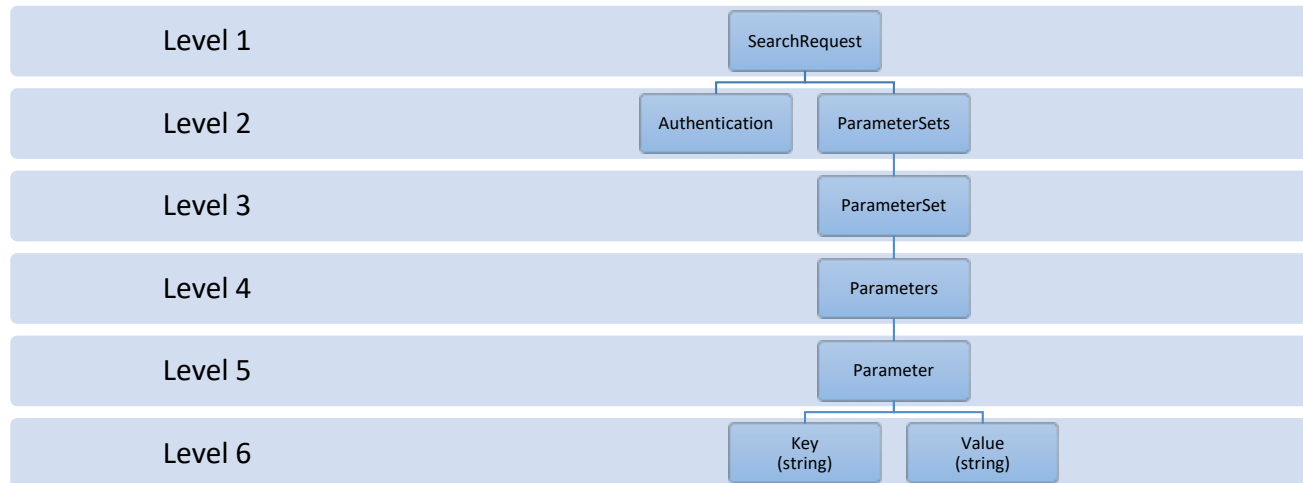 Level 1
SearchRequest
Level 2
Authentication
ParameterSets
Level 3
ParameterSet
Level 4
Parameters
Level 5
Parameter
Level 6
Key
(string)
Value
(string)